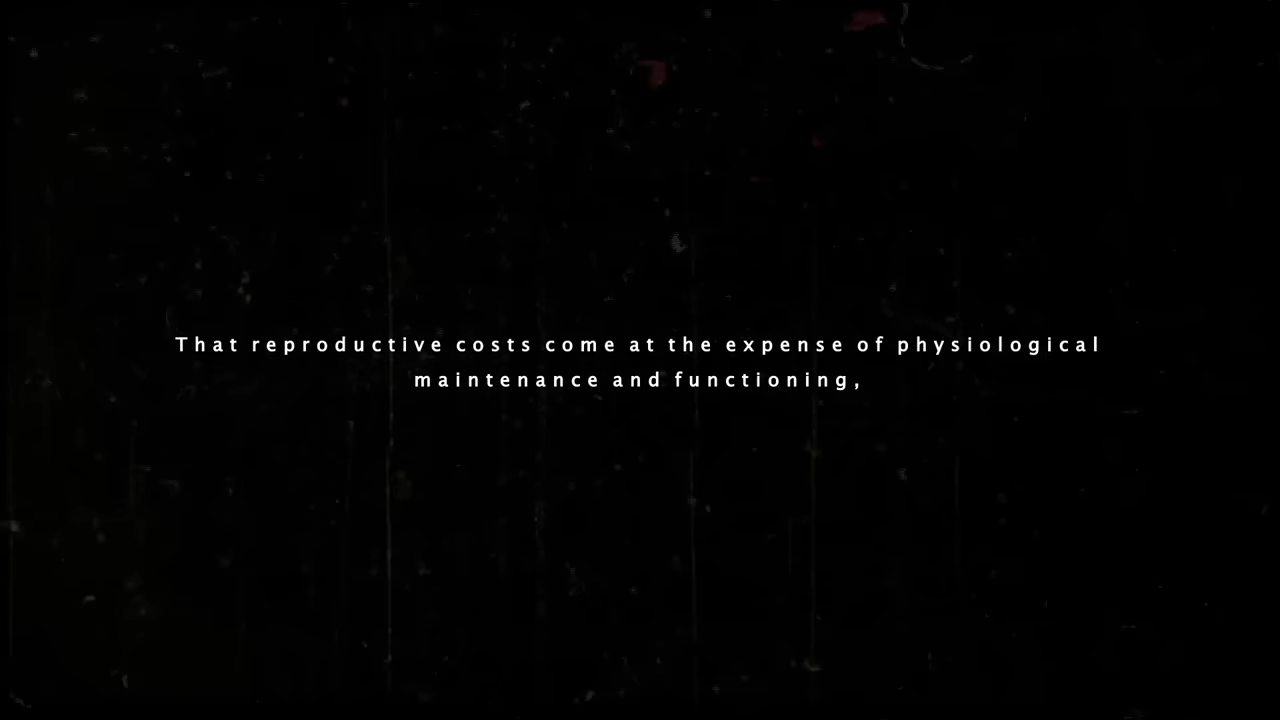 That reproductive costs come at the expense of physiological
maintenance and functioning,